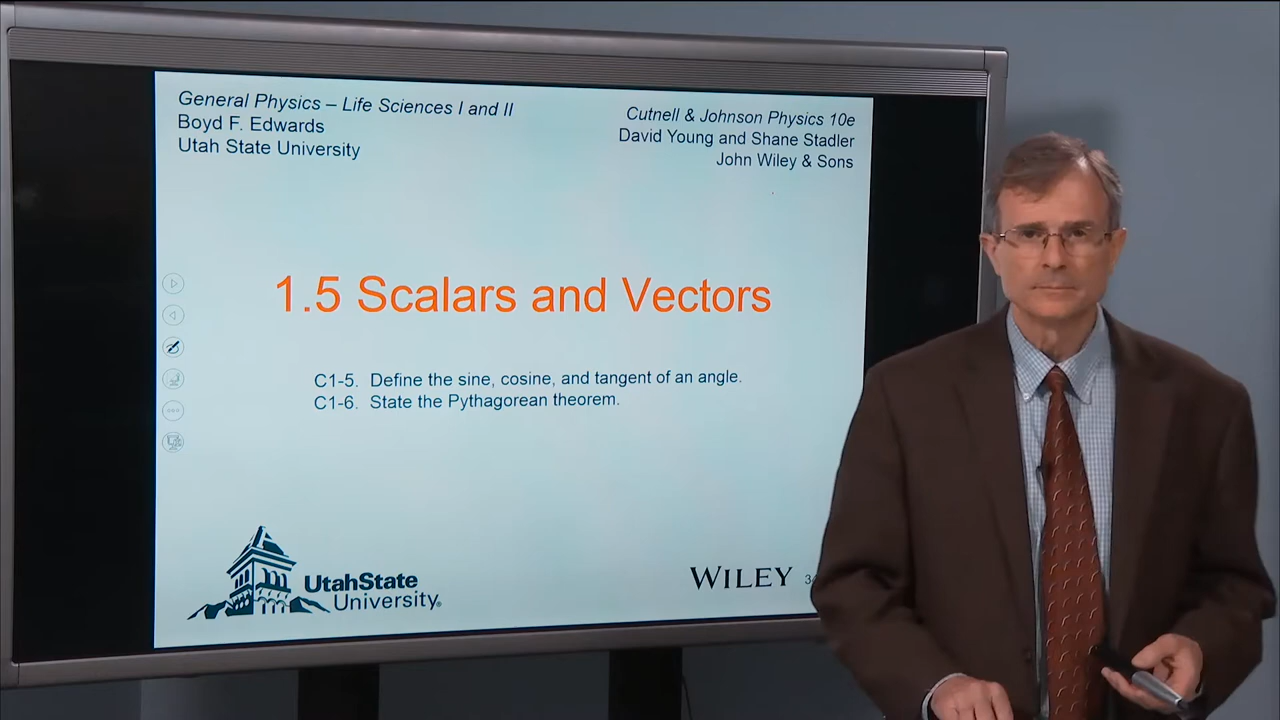 General Physics – Life Sciences I and II
Boyd F. Edwards
Utah State University
Cutnell & Johnson Physics 10e
David Young and Shane Stadler
John Wiley & Sons
1.5 Scalars and Vectors
C1-5. Define the sine, cosine, and tangent of an angle.
C1-6. State the Pythagorean theorem.
UtahState
University®
WILEY